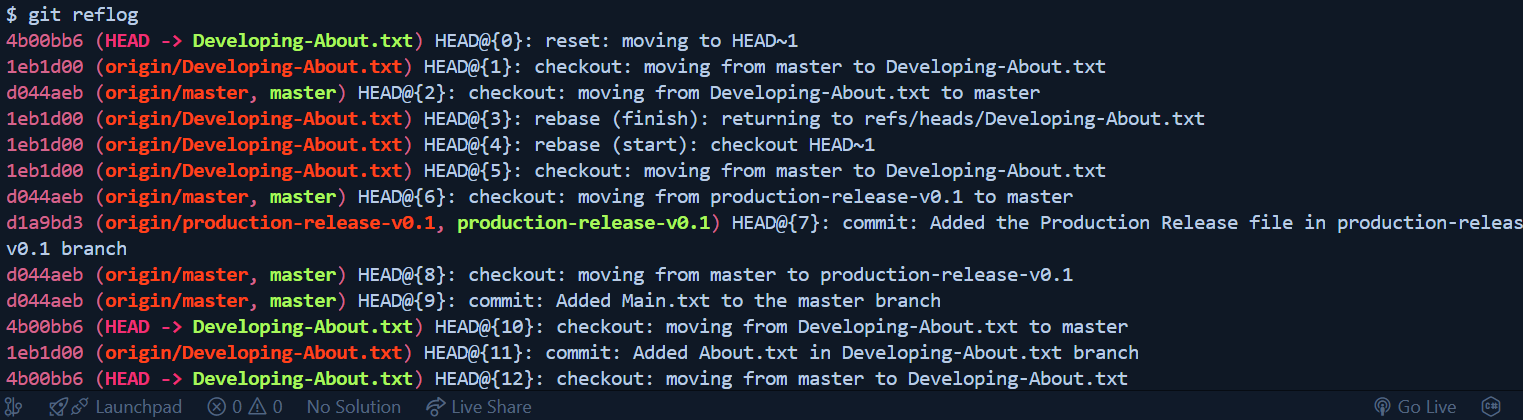 $ git reflog
4b00bb6 (HEAD -> Developing-About.txt) HEAD@{0}: reset: moving to HEAD~1
1eb1d00 (origin/Developing-About.txt) HEAD@{1}: checkout: moving from master to Developing-About.txt
d044aeb (origin/master, master) HEAD@{2}: checkout: moving from Developing-About.txt to master
1eb1d00 (origin/Developing-About.txt) HEAD@{3}: rebase (finish): returning to refs/heads/Developing-About.txt
1eb1d00 (origin/Developing-About.txt) HEAD@{4}: rebase (start): checkout HEAD~1
1eb1d00 (origin/Developing-About.txt) HEAD@{5}: checkout: moving from master to Developing-About.txt
d044aeb (origin/master, master) HEAD@{6}: checkout: moving from production-release-v0.1 to master
d1a9bd3 (origin/production-release-v0.1, production-release-v0.1) HEAD@{7}: commit: Added the Production Release file in production-releas
v0.1 branch
d044aeb (origin/master, master) HEAD@{8}: checkout: moving from master to production-release-v0.1
d044aeb (origin/master, master) HEAD@{9}: commit: Added Main.txt to the master branch
4b00bb6 (HEAD -> Developing-About.txt) HEAD@{10}: checkout: moving from Developing-About.txt to master
1eb1d00 (origin/Developing-About.txt) HEAD@{11}: commit: Added About.txt in Developing-About.txt branch
4b00bb6 (HEAD -> Developing-About.txt) HEAD@{12}: checkout: moving from master to Developing-About.txt
Launchpad 0 0 No Solution Live Share Go Live C#